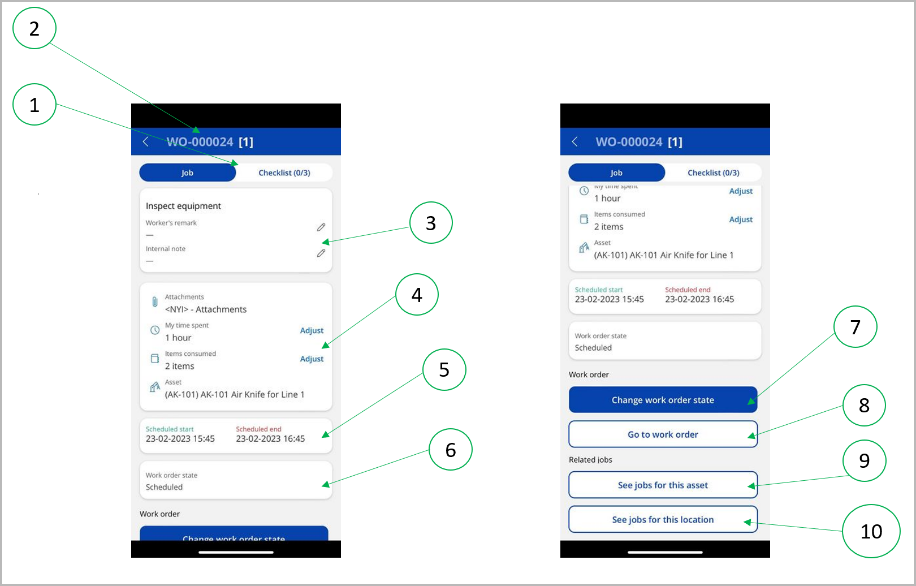 2
1
WO-000024 [1]
Job
Checklist (0/3)
Inspect equipment
Worker's remark
—
Internal note
—
Attachments
<NYI> - Attachments
My time spent
1 hour
Adjust
Items consumed
2 items
Adjust
Asset
(AK-101) AK-101 Air Knife for Line 1
Scheduled start
Scheduled end
23-02-2023 15:45
23-02-2023 16:45
Work order state
Scheduled
Work order
Change work order state
3
4
5
6
WO-000024 [1]
Job
Checklist (0/3)
My time spent
1 hour
Adjust
Items consumed
2 items
Adjust
Asset
(AK-101) AK-101 Air Knife for Line 1
Scheduled start
Scheduled end
23-02-2023 15:45
23-02-2023 16:45
Work order state
Scheduled
Work order
Change work order state
Go to work order
Related jobs
See jobs for this asset
See jobs for this location
7
8
9
10